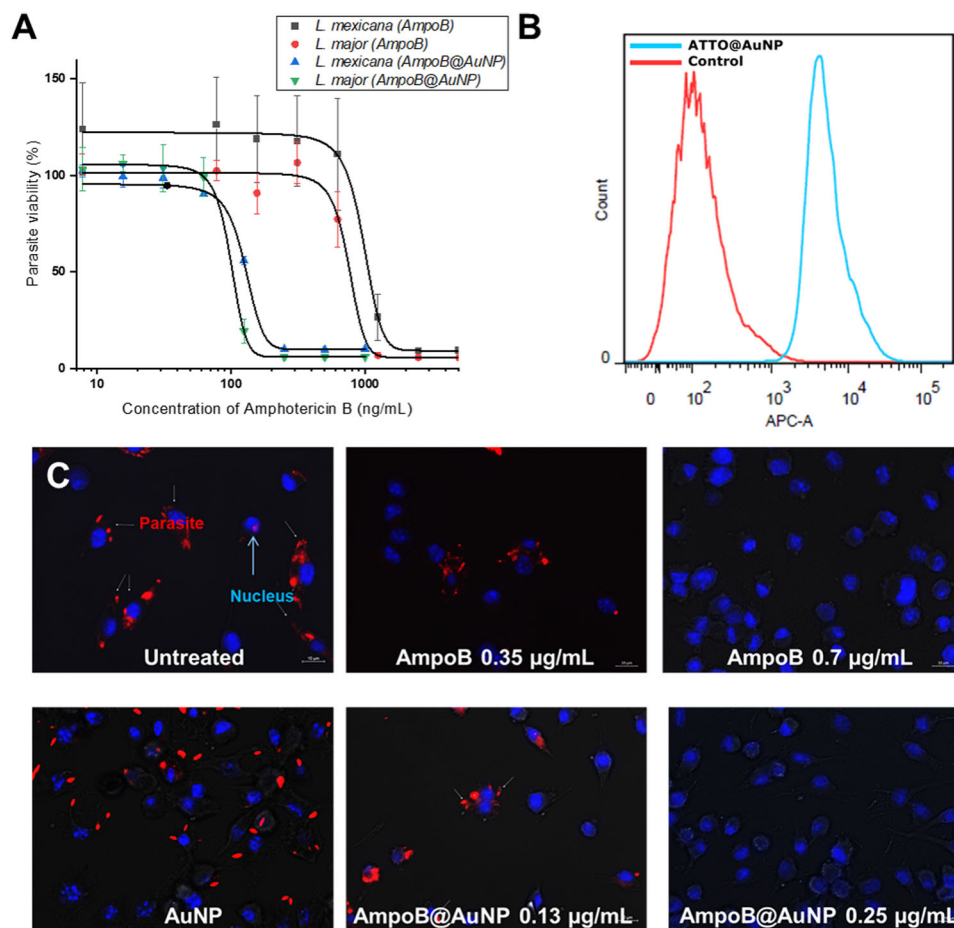 A
L. mexicana (AmpoB)
L. major (AmpoB)
L. mexicana (AmpoB@AuNP)
L. major (AmpoB@AuNP)
Parasite viability (%)
150
100
50
0
10
100
1000
Concentration of Amphotericin B (ng/mL)
B
ATTO@AuNP
Control
Count
0
0
10^2
10^3
10^4
10^5
APC-A
C
Parasite
Nucleus
Untreated
10 µm
AmpoB 0.35 µg/mL
AmpoB 0.7 µg/mL
AuNP
AmpoB@AuNP 0.13 µg/mL
AmpoB@AuNP 0.25 µg/mL